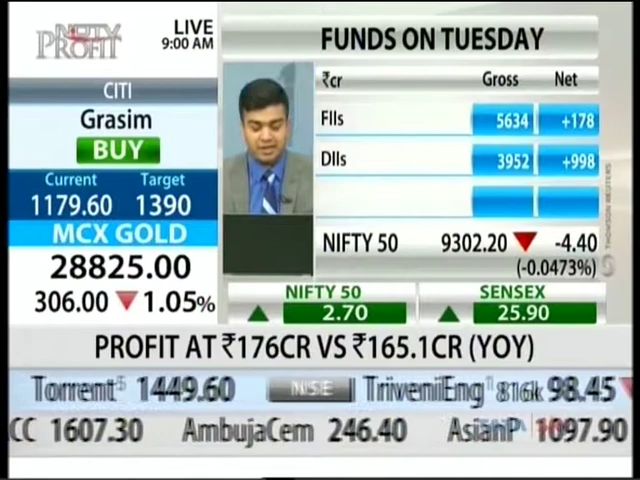 NDTV
PROFIT
LIVE
9:00 AM
CITI
Grasim
BUY
Current Target
1179.60 1390
MCX GOLD
28825.00
306.00 1.05%
FUNDS ON TUESDAY
₹cr Gross Net
FIIs 5634 +178
DIIs 3952 +998
NIFTY 50 9302.20 -4.40
(-0.0473%)
THOMSON REUTERS
NIFTY 50 SENSEX
2.70 25.90
PROFIT AT ₹176CR VS ₹165.1CR (YOY)
Torrent 1449.60 NSE TriveniEng 816k 98.45
CC 1607.30 AmbujaCem 246.40 AsianP 1097.90